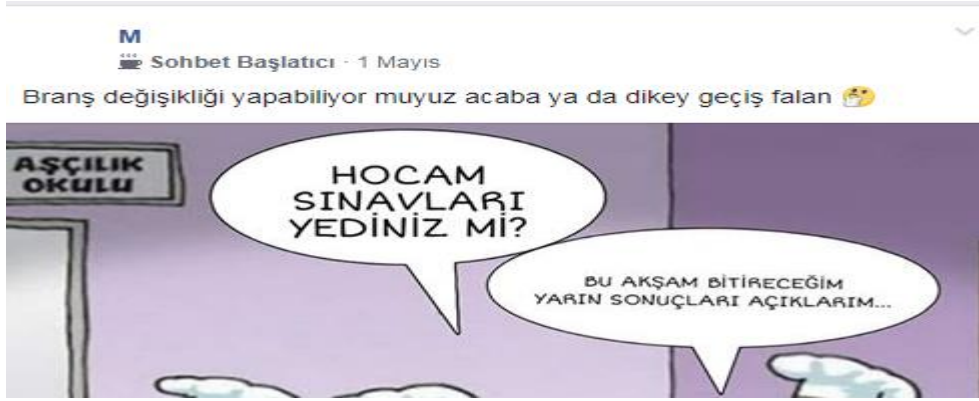 M
Sohbet Başlatıcı · 1 Mayıs
Branş değişikliği yapabiliyor muyuz acaba ya da dikey geçiş falan 🤔
AŞÇILIK
OKULU
HOCAM
SINAVLARI
YEDİNİZ Mİ?
BU AKŞAM BİTİRECEĞİM
YARIN SONUÇLARI AÇIKLARIM...